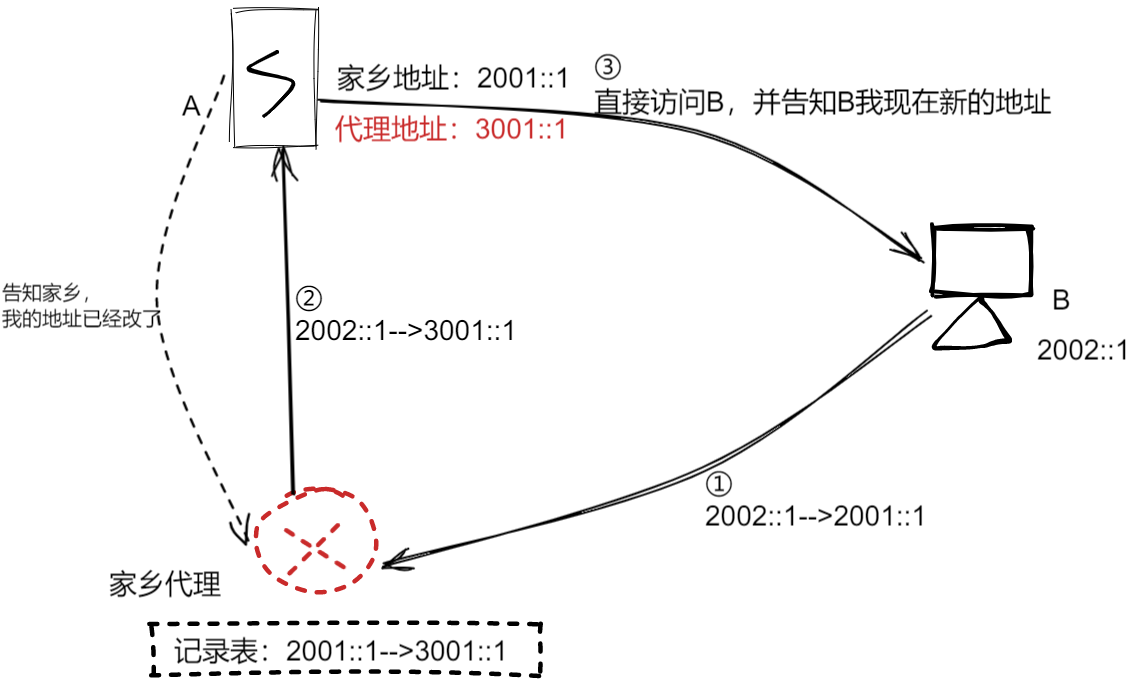 家乡地址：2001::1
③
直接访问B，并告知B我现在新的地址
A
代理地址：3001::1
告知家乡，
我的地址已经改了
②
2002::1-->3001::1
B
2002::1
①
2002::1-->2001::1
家乡代理
记录表：2001::1-->3001::1